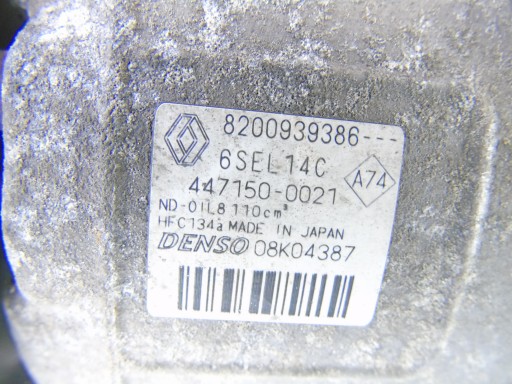 8200939386---
6SEL14C
447150-0021
A74
ND-OIL8 110cm³
HFC134a MADE IN JAPAN
DENSO 08K04387